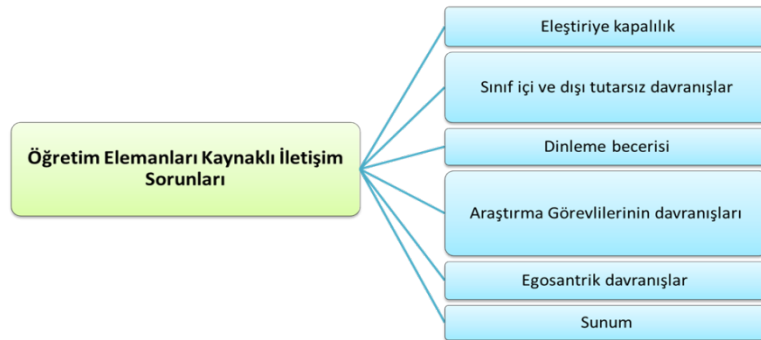 Öğretim Elemanları Kaynaklı İletişim
Sorunları
Eleştiriye kapalılık
Sınıf içi ve dışı tutarsız davranışlar
Dinleme becerisi
Araştırma Görevlilerinin davranışları
Egosantrik davranışlar
Sunum